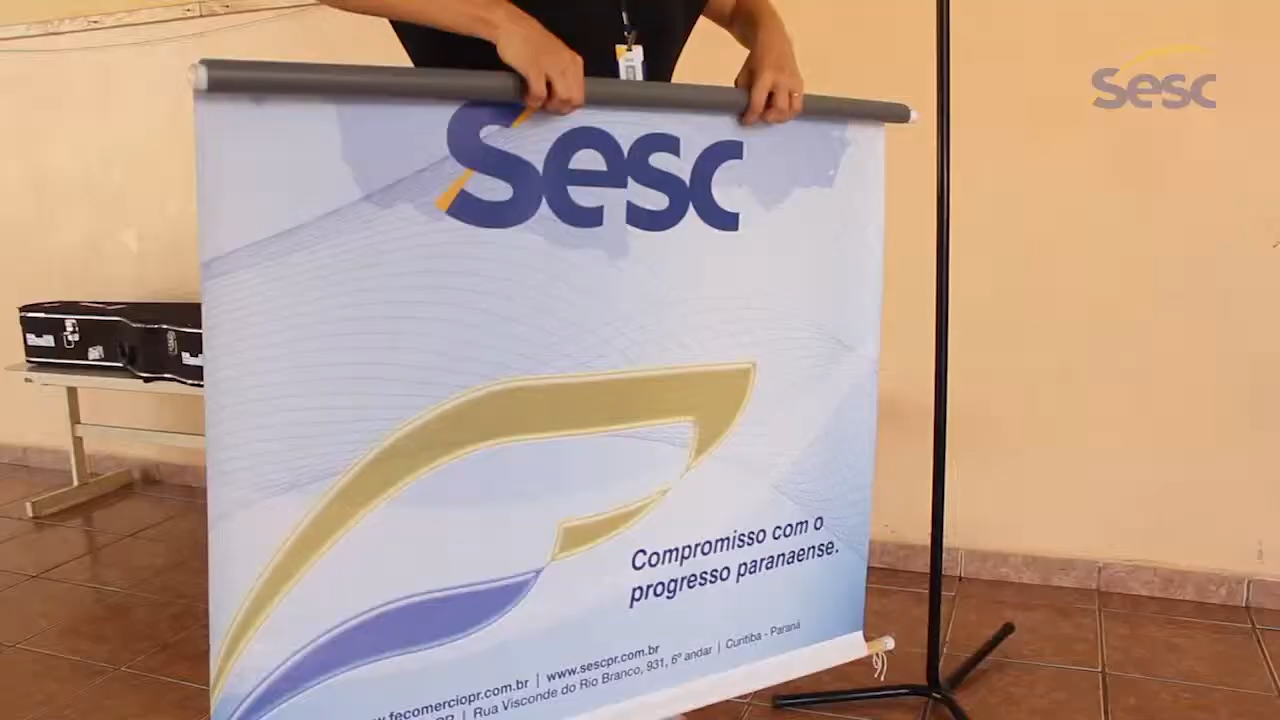 Sesc
Sesc
Compromisso com o
progresso paranaense.
fecomerciopr.com.br | www.sescpr.com.br
| Rua Visconde do Rio Branco, 931, 6º andar | Curitiba - Paraná